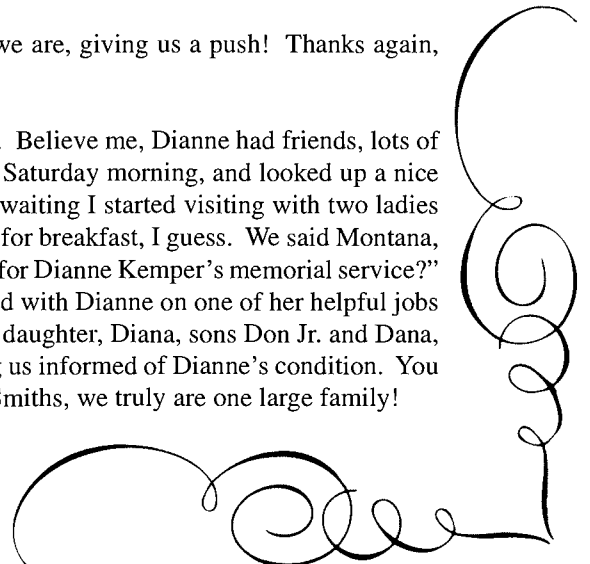 we are, giving us a push! Thanks again,
. Believe me, Dianne had friends, lots of
Saturday morning, and looked up a nice
waiting I started visiting with two ladies
for breakfast, I guess. We said Montana,
for Dianne Kemper's memorial service?"
d with Dianne on one of her helpful jobs
daughter, Diana, sons Don Jr. and Dana,
g us informed of Dianne's condition. You
Smiths, we truly are one large family!